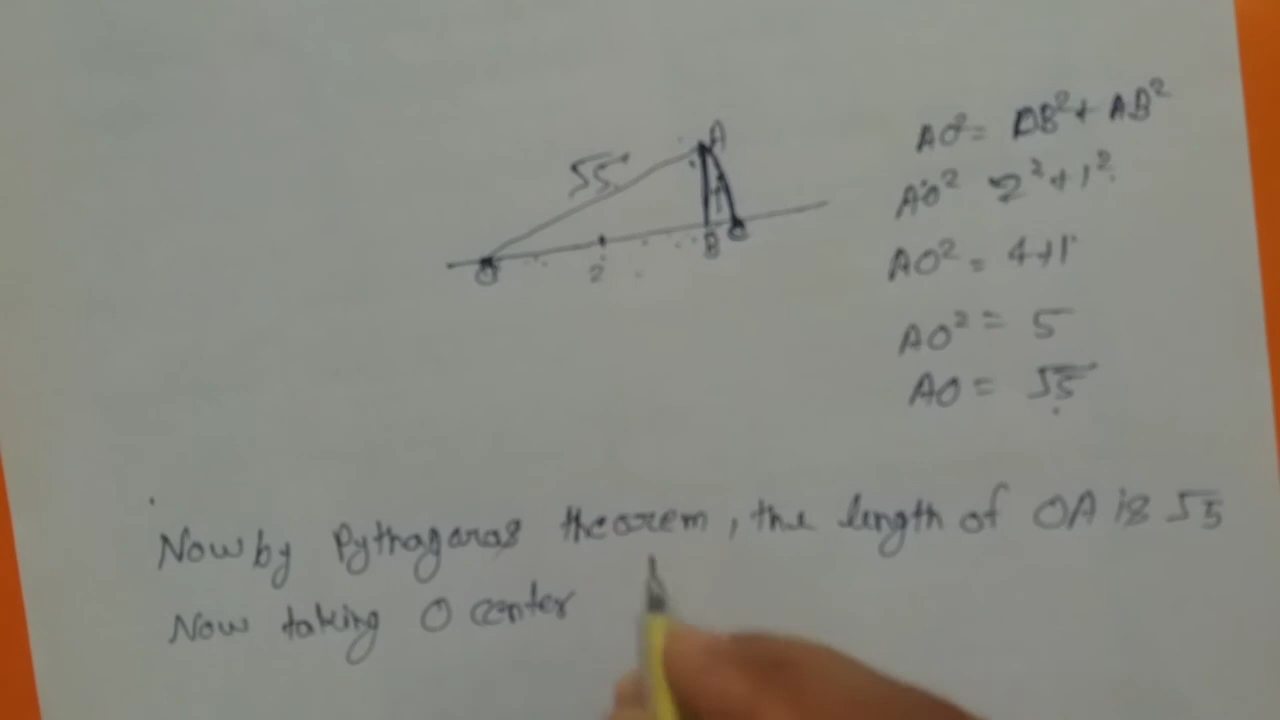 √5
A
1
O
2
B
C
AO²= OB²+ AB²
AO² 2²+1²
AO² = 4+1
AO² = 5
AO = √5
Now by Pythagoras theorem, the length of OA is √5
Now taking O center